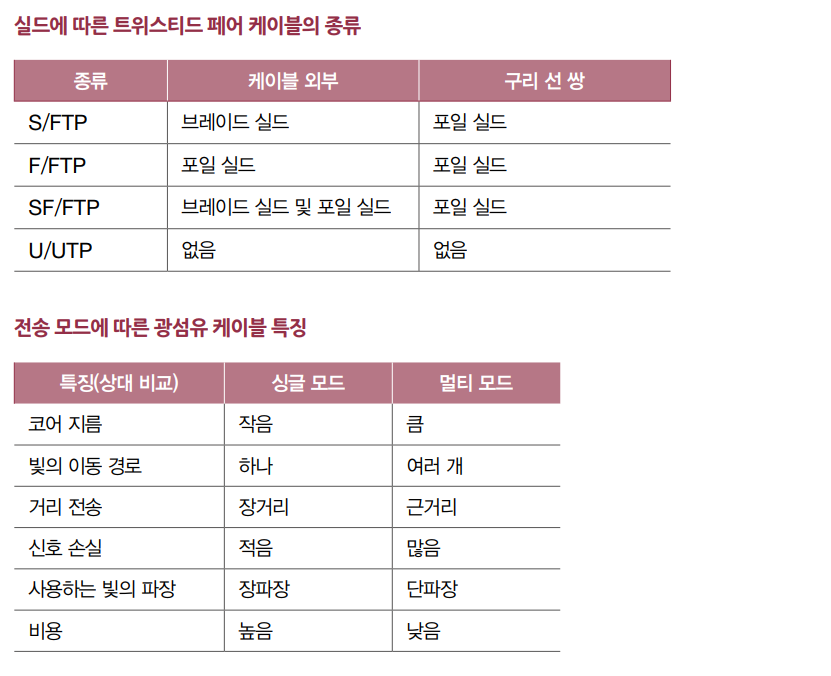 실드에 따른 트위스티드 페어 케이블의 종류
종류 케이블 외부 구리 선 쌍
S/FTP 브레이드 실드 포일 실드
F/FTP 포일 실드 포일 실드
SF/FTP 브레이드 실드 및 포일 실드 포일 실드
U/UTP 없음 없음
전송 모드에 따른 광섬유 케이블 특징
특징(상대 비교) 싱글 모드 멀티 모드
코어 지름 작음 큼
빛의 이동 경로 하나 여러 개
거리 전송 장거리 근거리
신호 손실 적음 많음
사용하는 빛의 파장 장파장 단파장
비용 높음 낮음